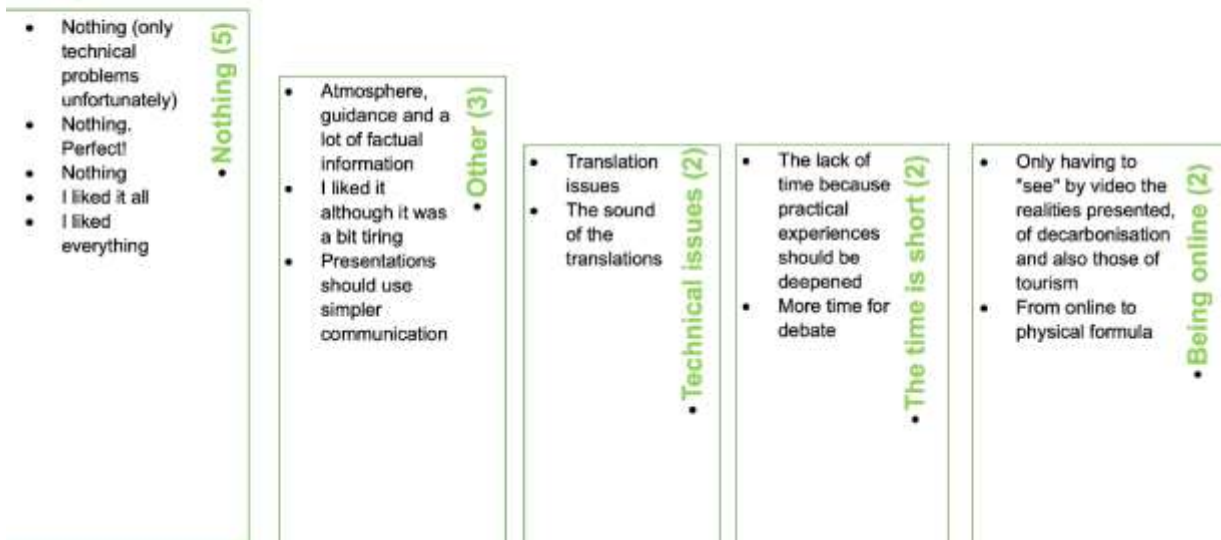 • Nothing (only
technical
problems
unfortunately)
• Nothing.
Perfect!
• Nothing
• I liked it all
• I liked
everything
• Nothing (5)
• Atmosphere,
guidance and a
lot of factual
information
• I liked it
although it was
a bit tiring
• Presentations
should use
simpler
communication
• Other (3)
• Translation
issues
• The sound
of the
translations
• Technical issues (2)
• The lack of
time because
practical
experiences
should be
deepened
• More time for
debate
• The time is short (2)
• Only having to
"see" by video the
realities presented,
of decarbonisation
and also those of
tourism
• From online to
physical formula
• Being online (2)